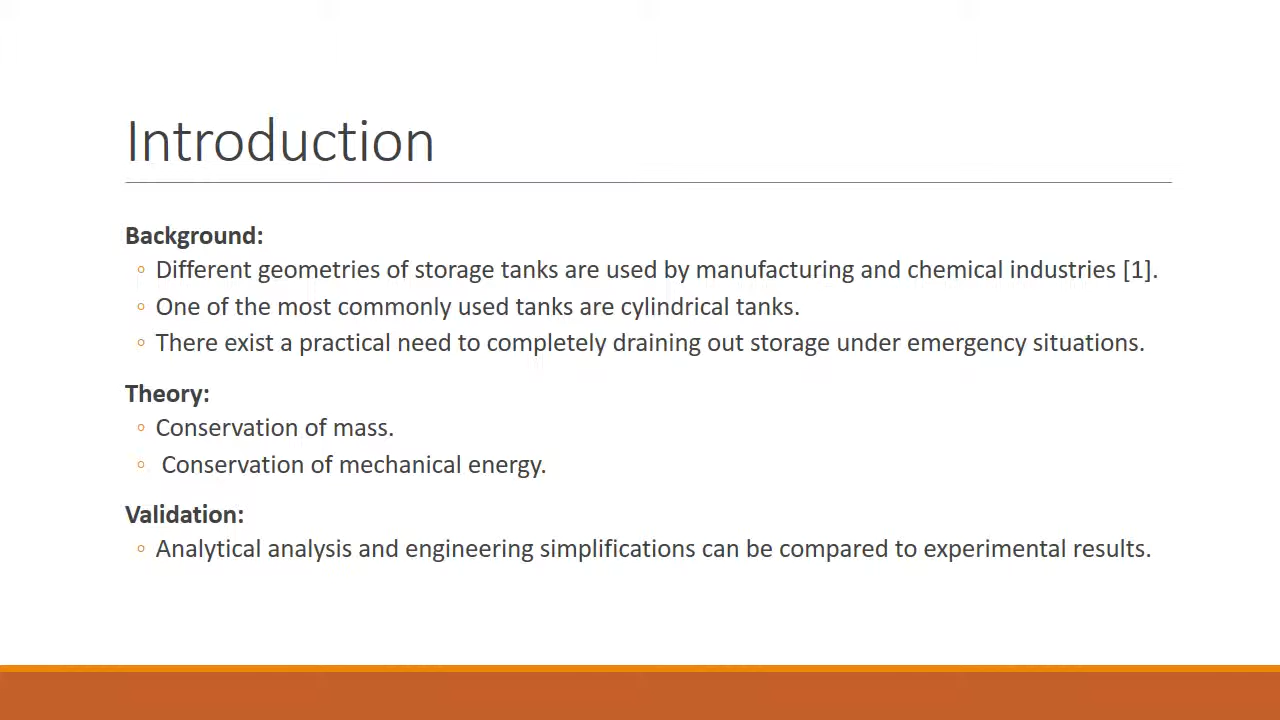 Introduction
Background:
◦ Different geometries of storage tanks are used by manufacturing and chemical industries [1].
◦ One of the most commonly used tanks are cylindrical tanks.
◦ There exist a practical need to completely draining out storage under emergency situations.
Theory:
◦ Conservation of mass.
◦ Conservation of mechanical energy.
Validation:
◦ Analytical analysis and engineering simplifications can be compared to experimental results.